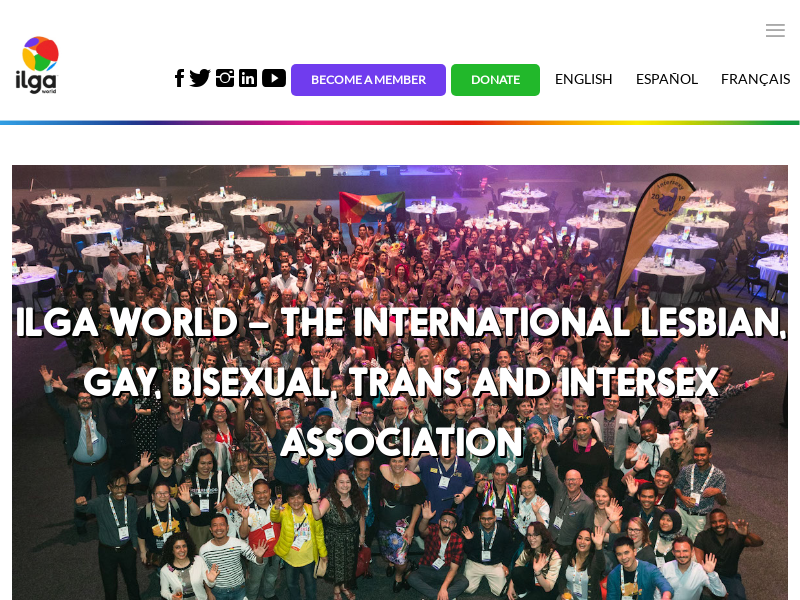 ilga
world
BECOME A MEMBER
DONATE
ENGLISH
ESPAÑOL
FRANÇAIS
ILGA WORLD – THE INTERNATIONAL LESBIAN,
GAY, BISEXUAL, TRANS AND INTERSEX
ASSOCIATION